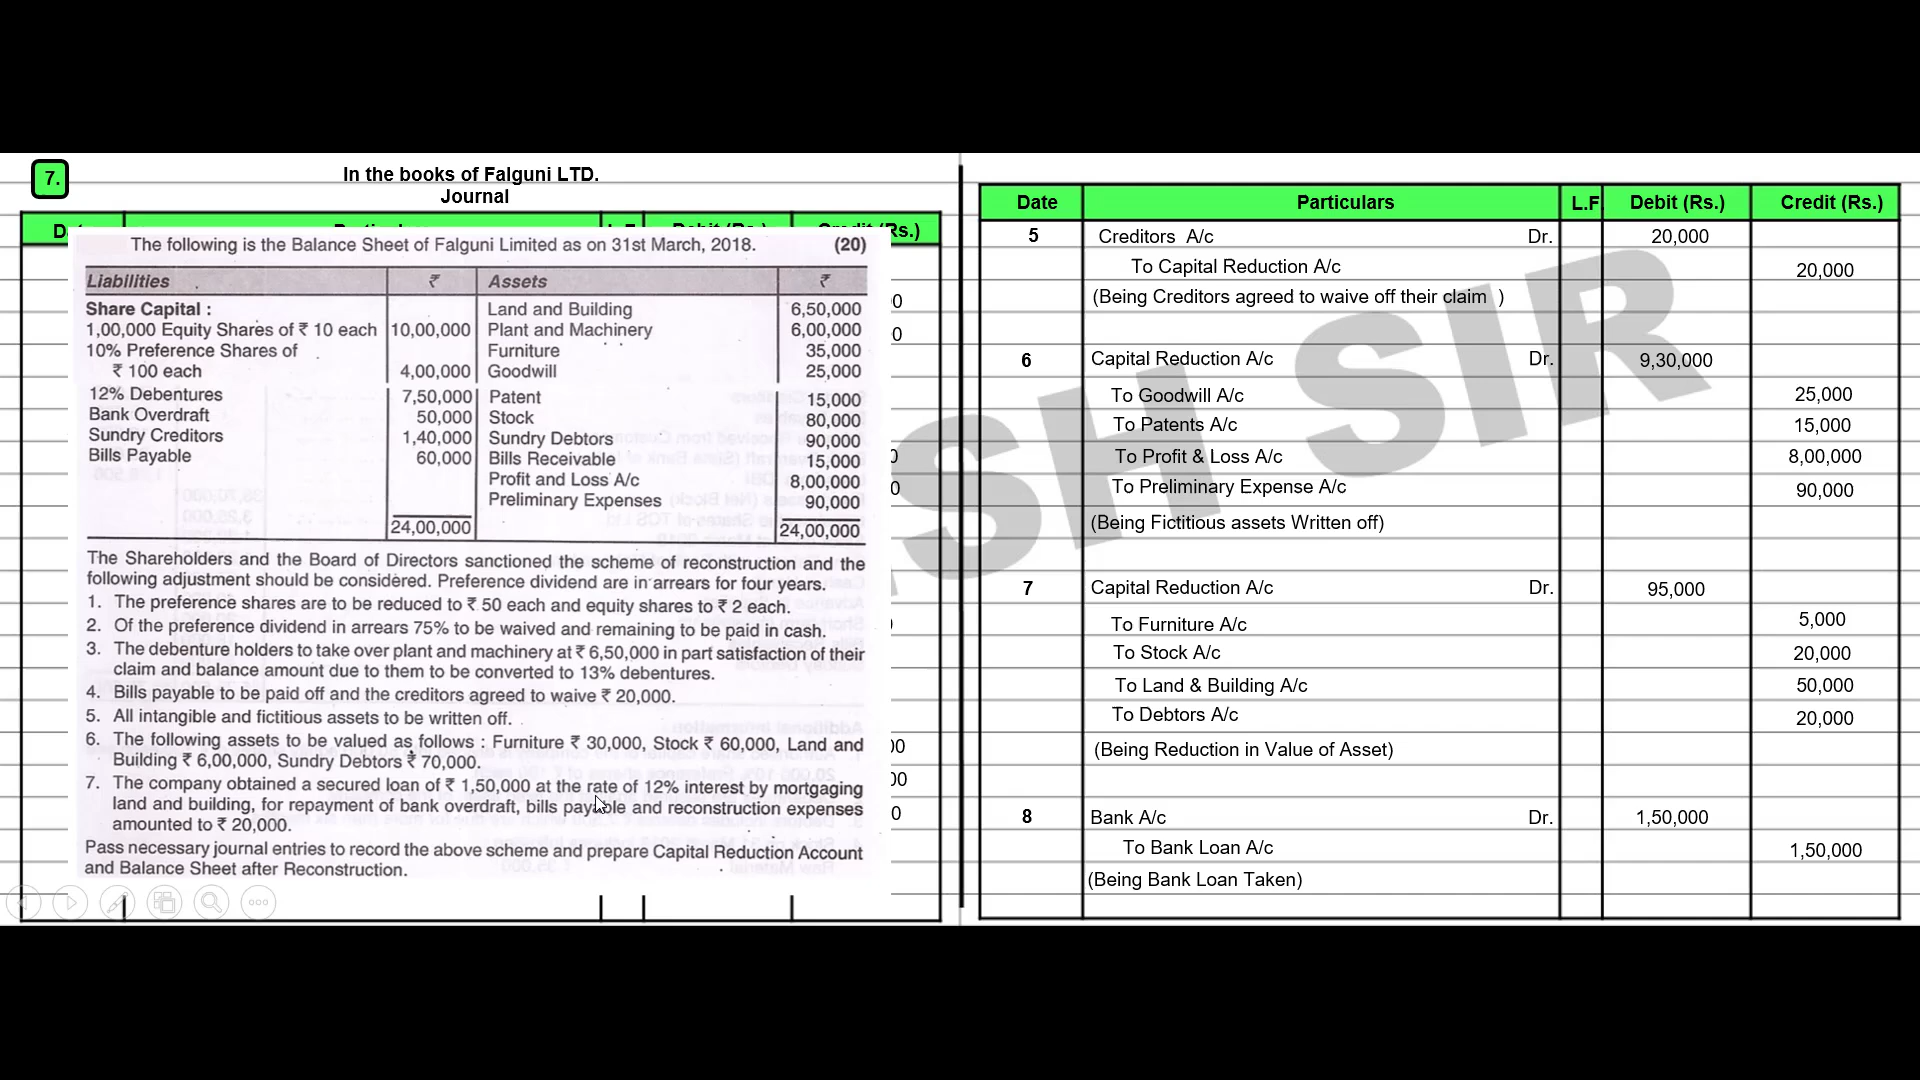 7.
In the books of Falguni LTD.
Journal
The following is the Balance Sheet of Falguni Limited as on 31st March, 2018. (20)
Liabilities ₹ Assets ₹
Share Capital : Land and Building 6,50,000
1,00,000 Equity Shares of ₹ 10 each 10,00,000 Plant and Machinery 6,00,000
10% Preference Shares of Furniture 35,000
₹ 100 each 4,00,000 Goodwill 25,000
12% Debentures 7,50,000 Patent 15,000
Bank Overdraft 50,000 Stock 80,000
Sundry Creditors 1,40,000 Sundry Debtors 90,000
Bills Payable 60,000 Bills Receivable 15,000
Profit and Loss A/c 8,00,000
Preliminary Expenses 90,000
24,00,000 24,00,000
The Shareholders and the Board of Directors sanctioned the scheme of reconstruction and the
following adjustment should be considered. Preference dividend are in arrears for four years.
1. The preference shares are to be reduced to ₹ 50 each and equity shares to ₹ 2 each.
2. Of the preference dividend in arrears 75% to be waived and remaining to be paid in cash.
3. The debenture holders to take over plant and machinery at ₹ 6,50,000 in part satisfaction of their
claim and balance amount due to them to be converted to 13% debentures.
4. Bills payable to be paid off and the creditors agreed to waive ₹ 20,000.
5. All intangible and fictitious assets to be written off.
6. The following assets to be valued as follows : Furniture ₹ 30,000, Stock ₹ 60,000, Land and
Building ₹ 6,00,000, Sundry Debtors ₹ 70,000.
7. The company obtained a secured loan of ₹ 1,50,000 at the rate of 12% interest by mortgaging
land and building, for repayment of bank overdraft, bills payable and reconstruction expenses
amounted to ₹ 20,000.
Pass necessary journal entries to record the above scheme and prepare Capital Reduction Account
and Balance Sheet after Reconstruction.
Date Particulars L.F Debit (Rs.) Credit (Rs.)
5 Creditors A/c Dr. 20,000
To Capital Reduction A/c 20,000
(Being Creditors agreed to waive off their claim )
6 Capital Reduction A/c Dr. 9,30,000
To Goodwill A/c 25,000
To Patents A/c 15,000
To Profit & Loss A/c 8,00,000
To Preliminary Expense A/c 90,000
(Being Fictitious assets Written off)
7 Capital Reduction A/c Dr. 95,000
To Furniture A/c 5,000
To Stock A/c 20,000
To Land & Building A/c 50,000
To Debtors A/c 20,000
(Being Reduction in Value of Asset)
8 Bank A/c Dr. 1,50,000
To Bank Loan A/c 1,50,000
(Being Bank Loan Taken)
SH SIR